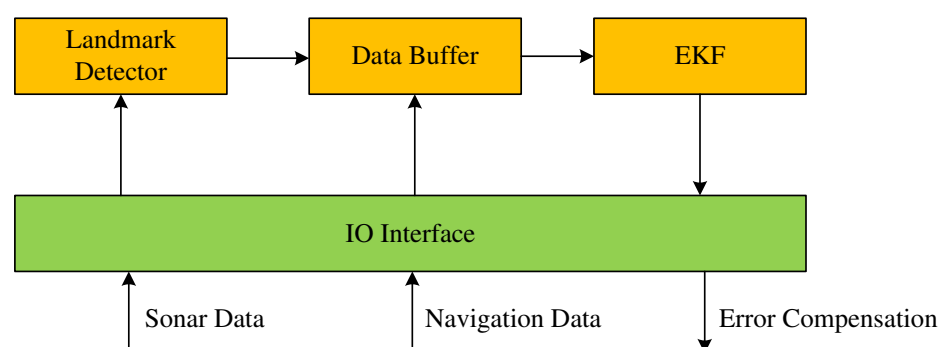 Landmark
Detector
Data Buffer
EKF
IO Interface
Sonar Data
Navigation Data
Error Compensation